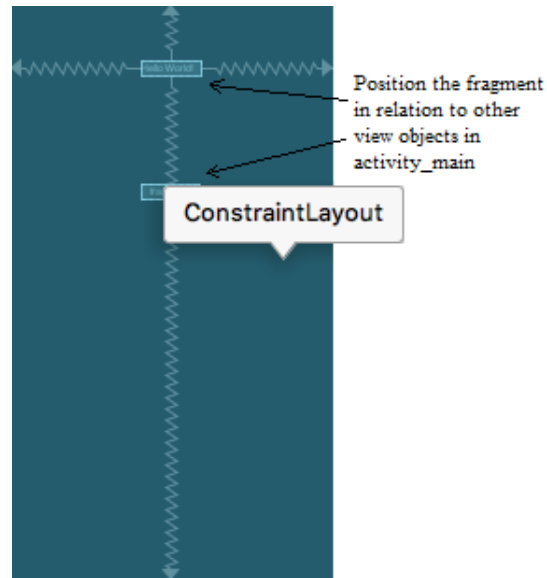 Hello World!
Position the fragment
in relation to other
view objects in
activity_main
ConstraintLayout